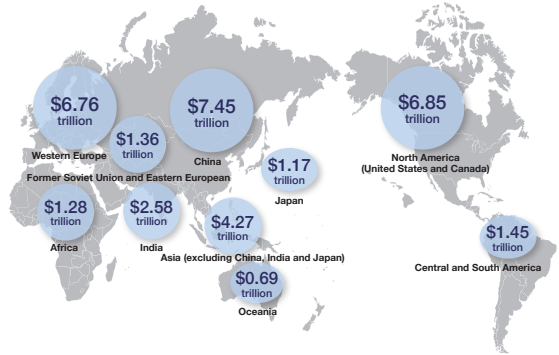 $6.76
trillion
Western Europe
$1.36
trillion
Former Soviet Union and Eastern European
$7.45
trillion
China
$1.17
trillion
Japan
$6.85
trillion
North America
(United States and Canada)
$1.28
trillion
Africa
$2.58
trillion
India
$4.27
trillion
Asia (excluding China, India and Japan)
$0.69
trillion
Oceania
$1.45
trillion
Central and South America